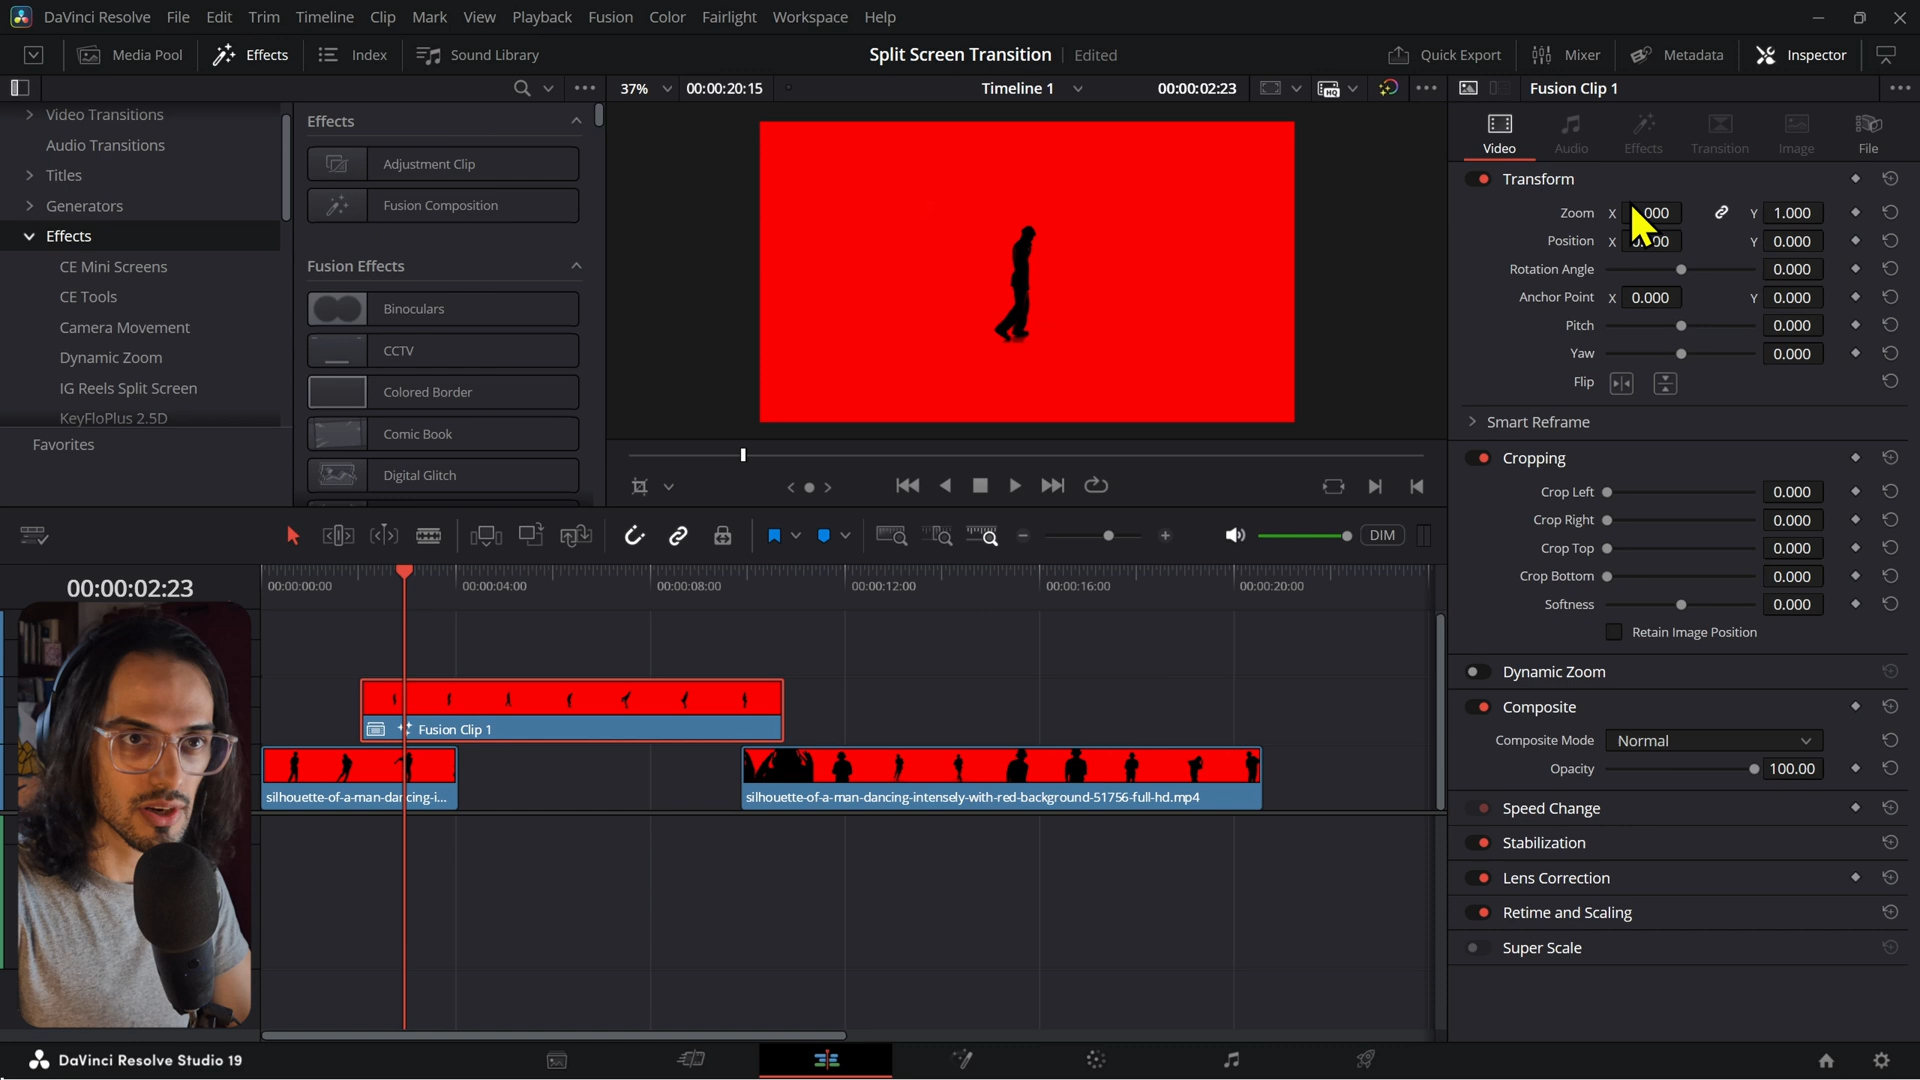 DaVinci Resolve File Edit Trim Timeline Clip Mark View Playback Fusion Color Fairlight Workspace Help
Media Pool Effects Index Sound Library Split Screen Transition Edited Quick Export Mixer Metadata Inspector
37% 00:00:20:15 Timeline 1 00:00:02:23 Fusion Clip 1
Video Transitions
Audio Transitions
Titles
Generators
Effects
CE Mini Screens
CE Tools
Camera Movement
Dynamic Zoom
IG Reels Split Screen
KeyFloPlus 2.5D
Favorites
Effects
Adjustment Clip
Fusion Composition
Fusion Effects
Binoculars
CCTV
Colored Border
Comic Book
Digital Glitch
Video Audio Effects Transition Image File
Transform
Zoom X Y 1.000
Position X Y 0.000
Rotation Angle 0.000
Anchor Point X 0.000 Y 0.000
Pitch 0.000
Yaw 0.000
Flip
Smart Reframe
Cropping
Crop Left 0.000
Crop Right 0.000
Crop Top 0.000
Crop Bottom 0.000
Softness 0.000
Retain Image Position
Dynamic Zoom
Composite
Composite Mode Normal
Opacity 100.00
Speed Change
Stabilization
Lens Correction
Retime and Scaling
Super Scale
DIM
00:00:02:23
00:00:00:00 00:00:04:00 00:00:08:00 00:00:12:00 00:00:16:00 00:00:20:00
Fusion Clip 1
silhouette-of-a-man-dancing-i...
silhouette-of-a-man-dancing-intensely-with-red-background-51756-full-hd.mp4
DaVinci Resolve Studio 19